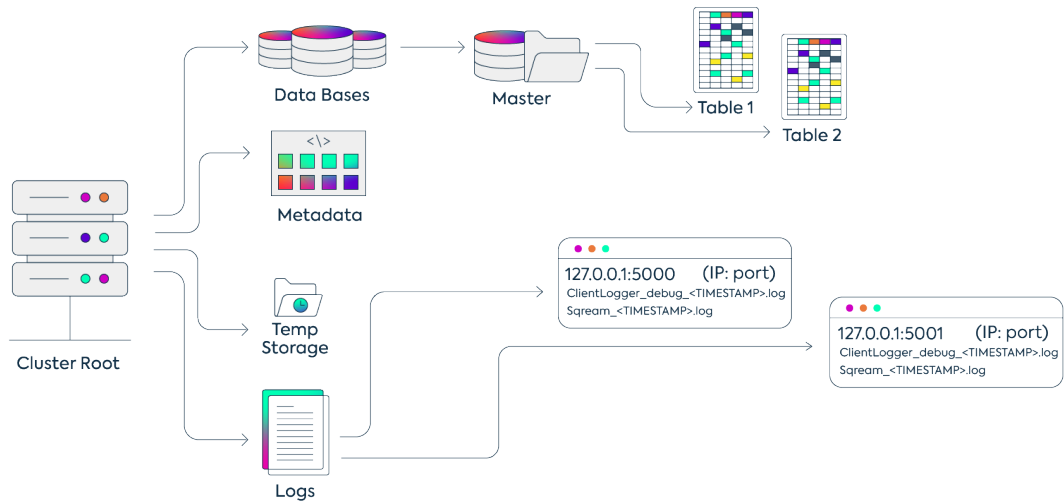 Data Bases
Master
Table 1
Table 2
<\>
Metadata
Cluster Root
Temp
Storage
Logs
127.0.0.1:5000 (IP: port)
ClientLogger_debug_<TIMESTAMP>.log
Sqream_<TIMESTAMP>.log
127.0.0.1:5001 (IP: port)
ClientLogger_debug_<TIMESTAMP>.log
Sqream_<TIMESTAMP>.log